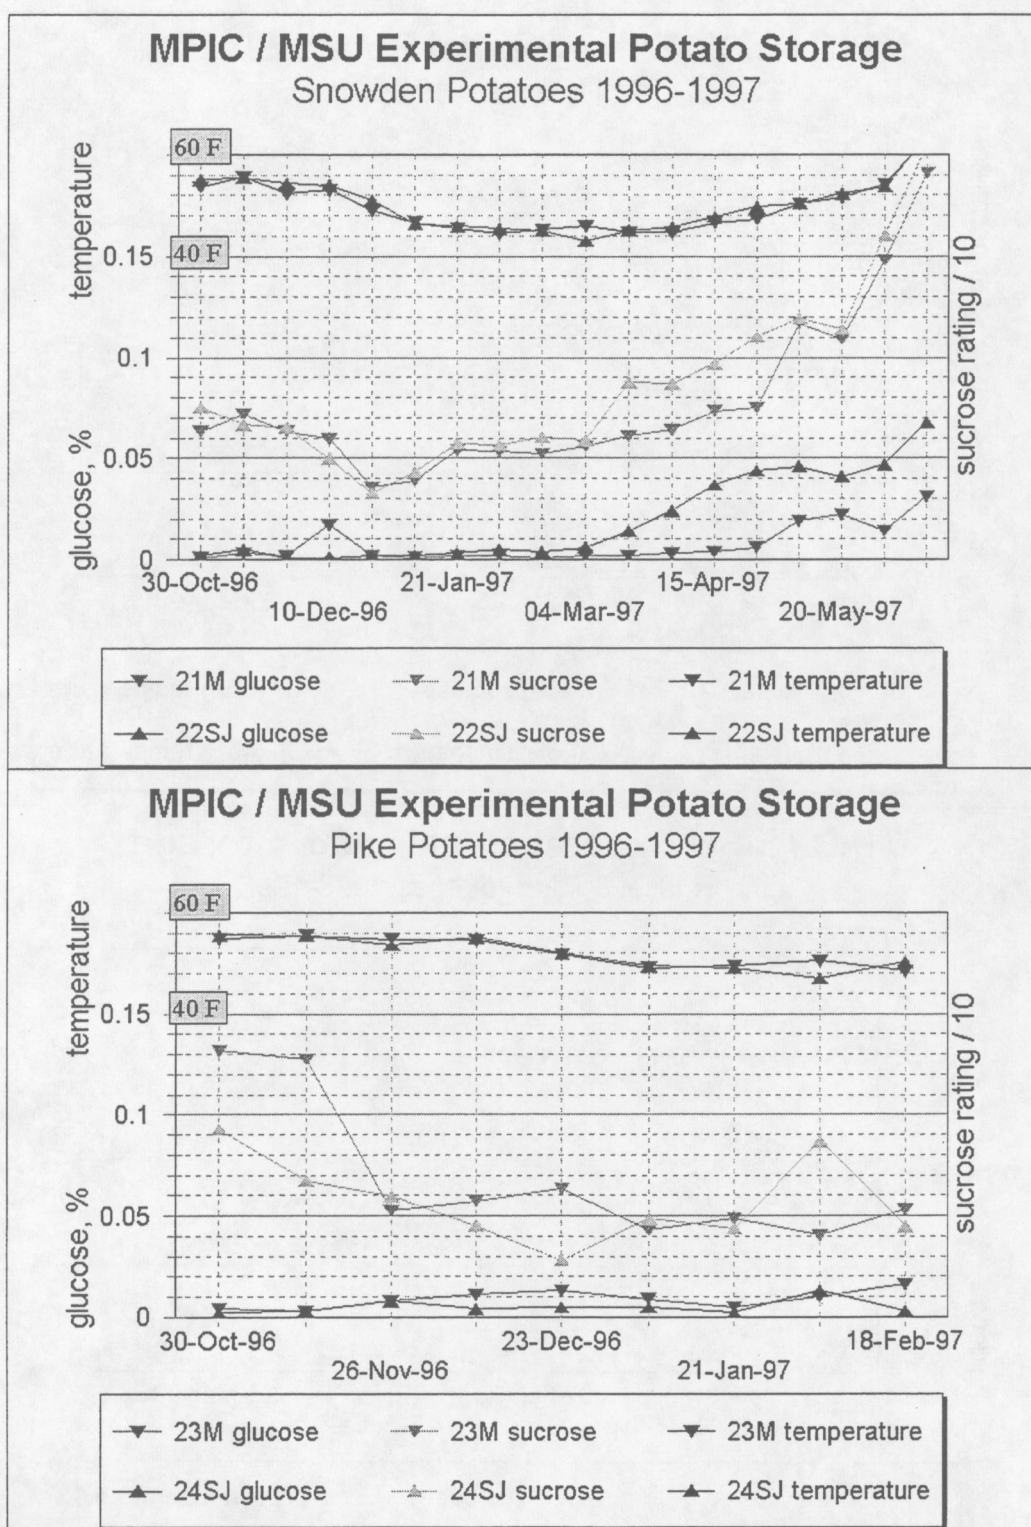 MPIC / MSU Experimental Potato Storage
Snowden Potatoes 1996-1997
60 F
temperature
40 F
0.15
0.1
0.05
0
glucose, %
sucrose rating / 10
30-Oct-96 21-Jan-97 15-Apr-97
10-Dec-96 04-Mar-97 20-May-97
21M glucose 21M sucrose 21M temperature
22SJ glucose 22SJ sucrose 22SJ temperature
MPIC / MSU Experimental Potato Storage
Pike Potatoes 1996-1997
60 F
temperature
40 F
0.15
0.1
0.05
0
glucose, %
sucrose rating / 10
30-Oct-96 23-Dec-96 18-Feb-97
26-Nov-96 21-Jan-97
23M glucose 23M sucrose 23M temperature
24SJ glucose 24SJ sucrose 24SJ temperature